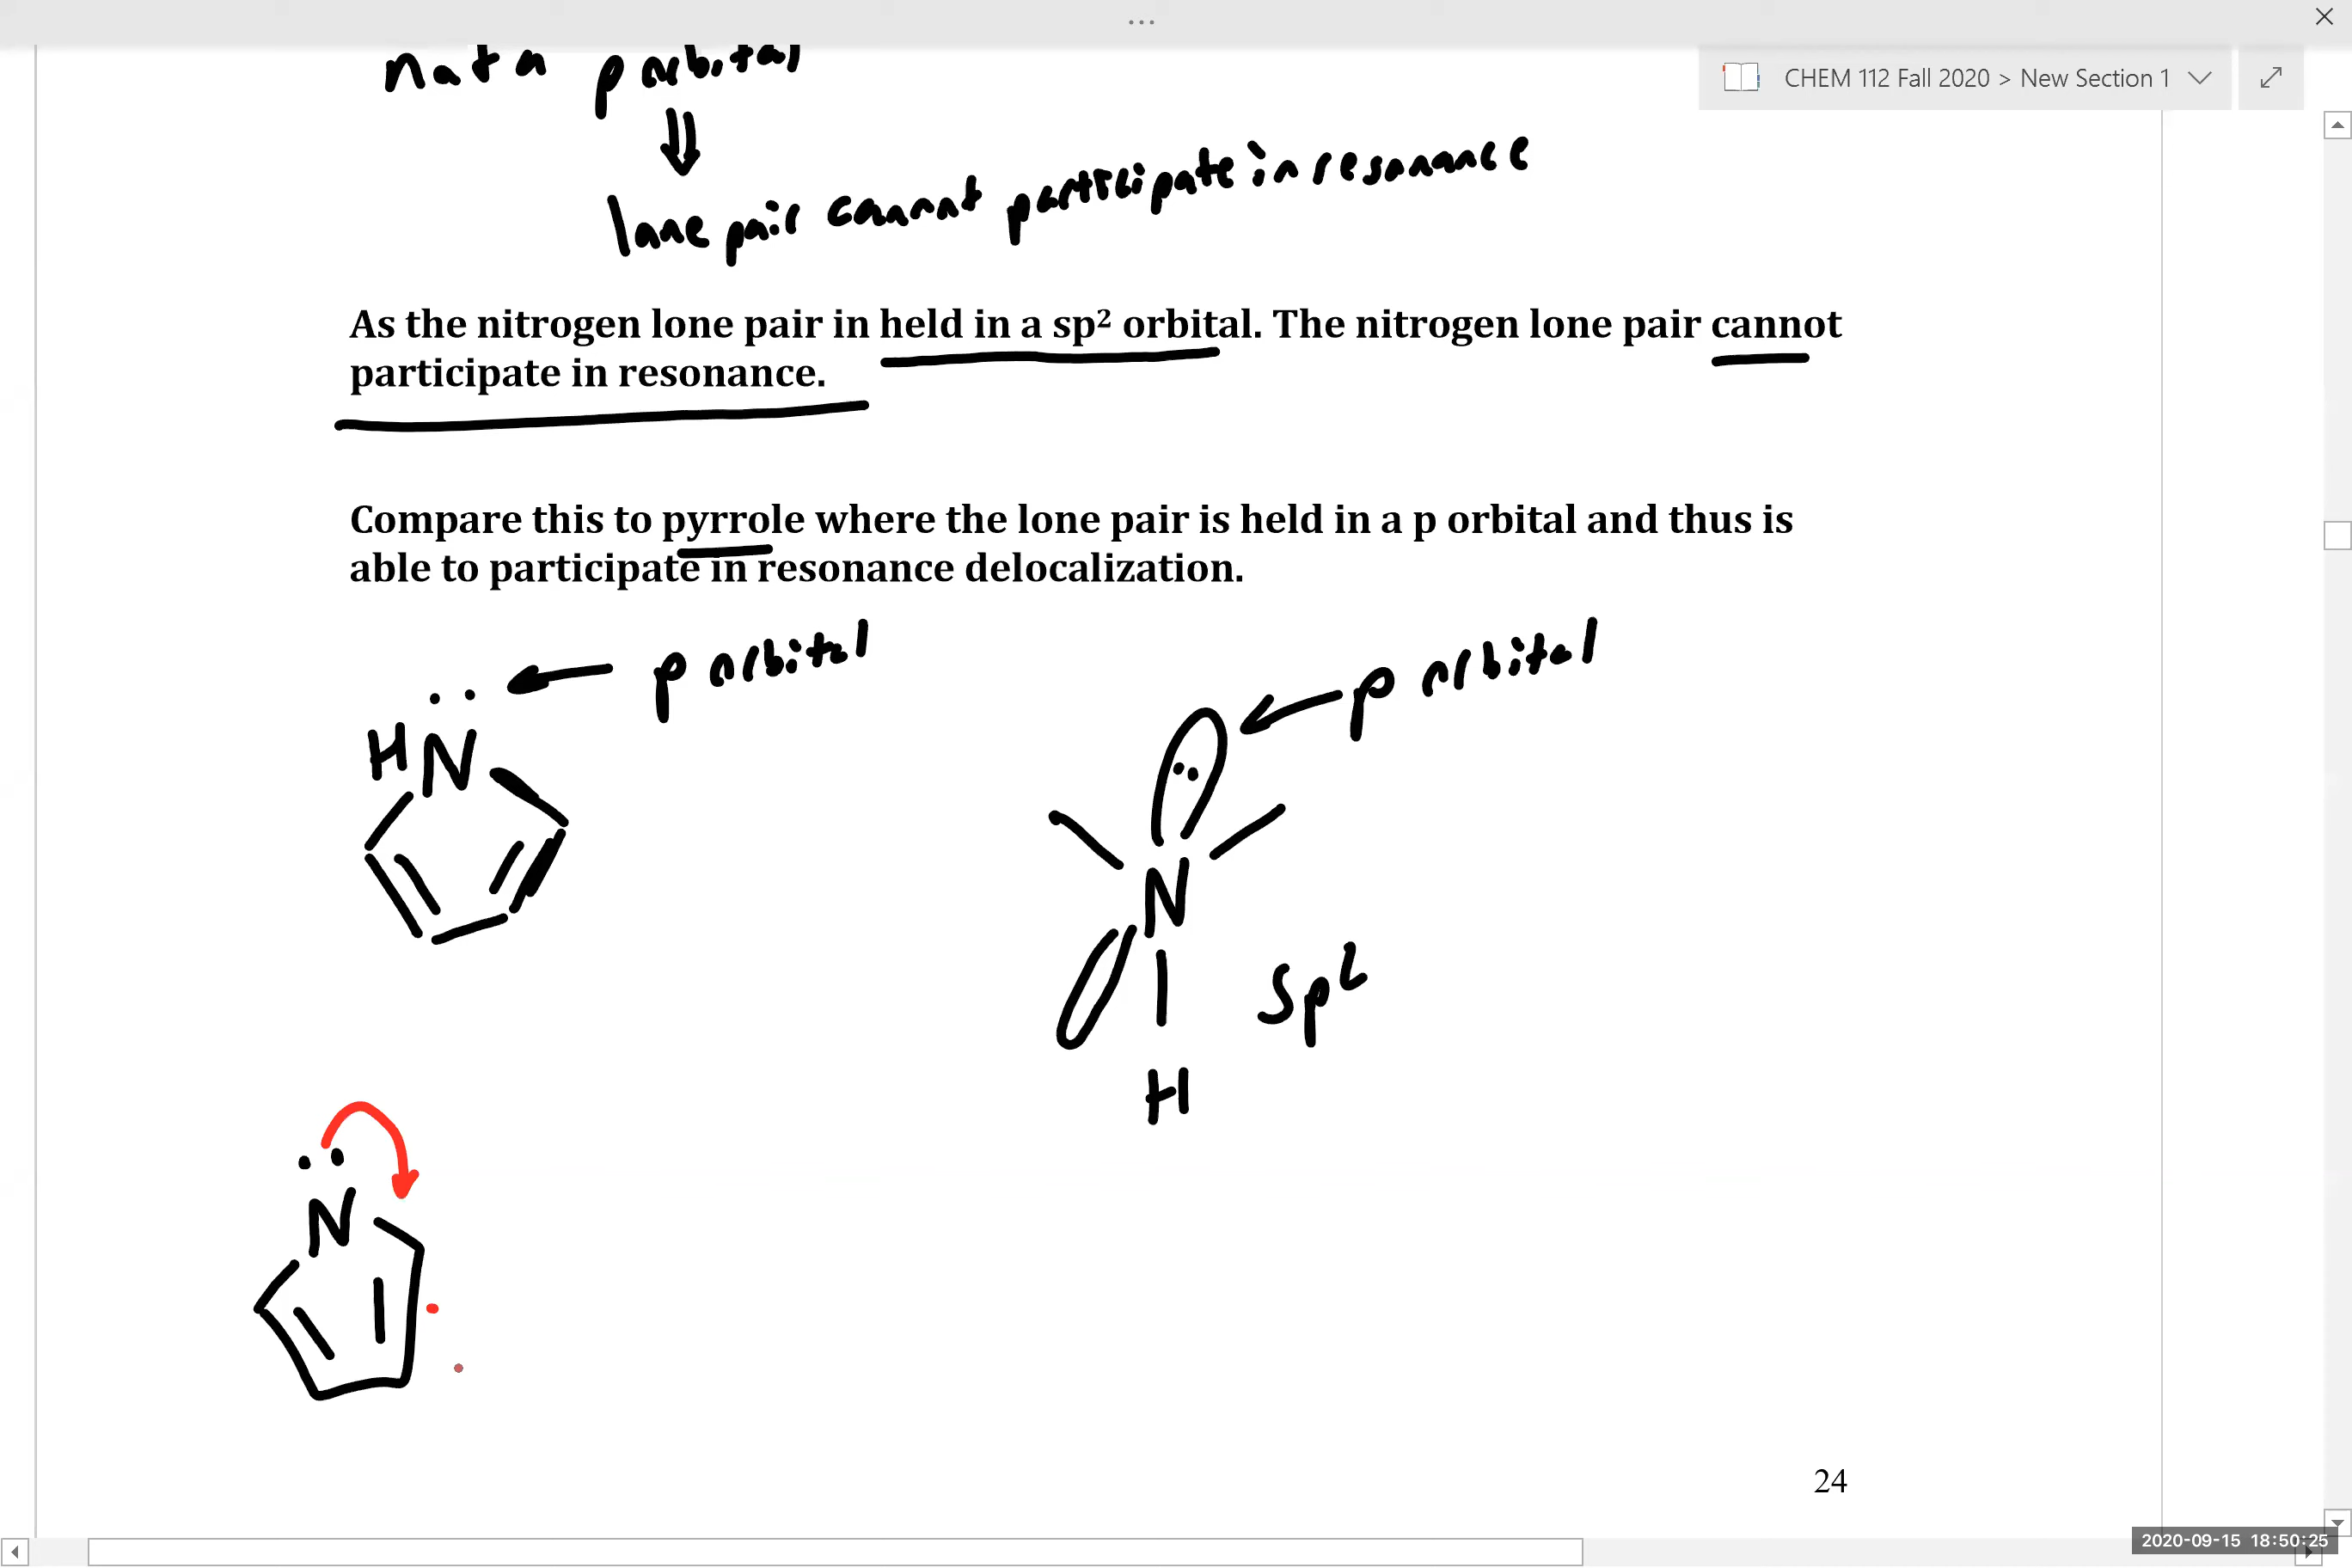 ...
CHEM 112 Fall 2020 > New Section 1
not a p orbital
lone pair cannot participate in resonance
As the nitrogen lone pair in held in a sp² orbital. The nitrogen lone pair cannot
participate in resonance.
Compare this to pyrrole where the lone pair is held in a p orbital and thus is
able to participate in resonance delocalization.
p orbital
HN
p orbital
N
sp²
H
N
24
2020-09-15 18:50:25